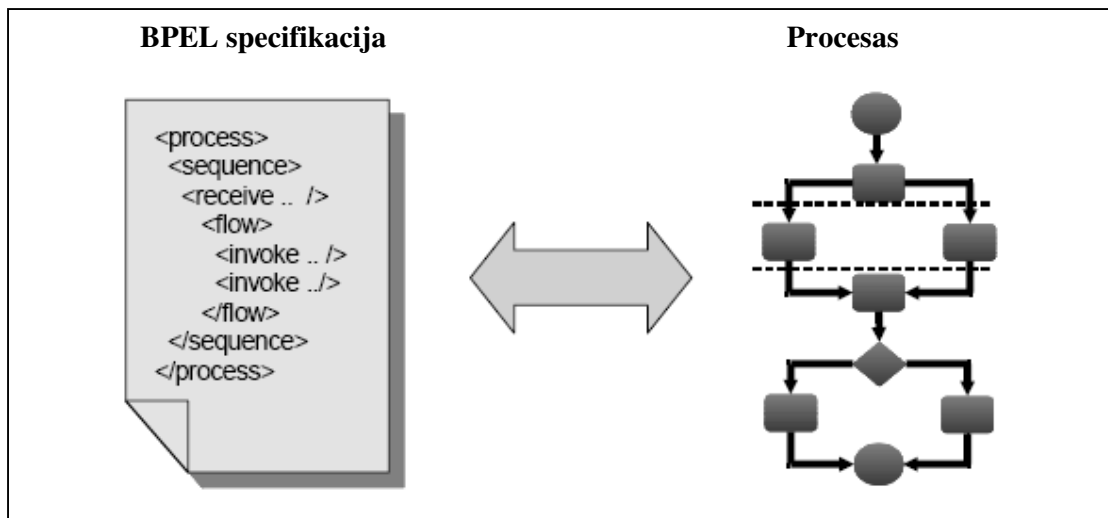 BPEL specifikacija
Procesas
<process>
<sequence>
<receive .. />
<flow>
<invoke .. />
<invoke ../>
</flow>
</sequence>
</process>